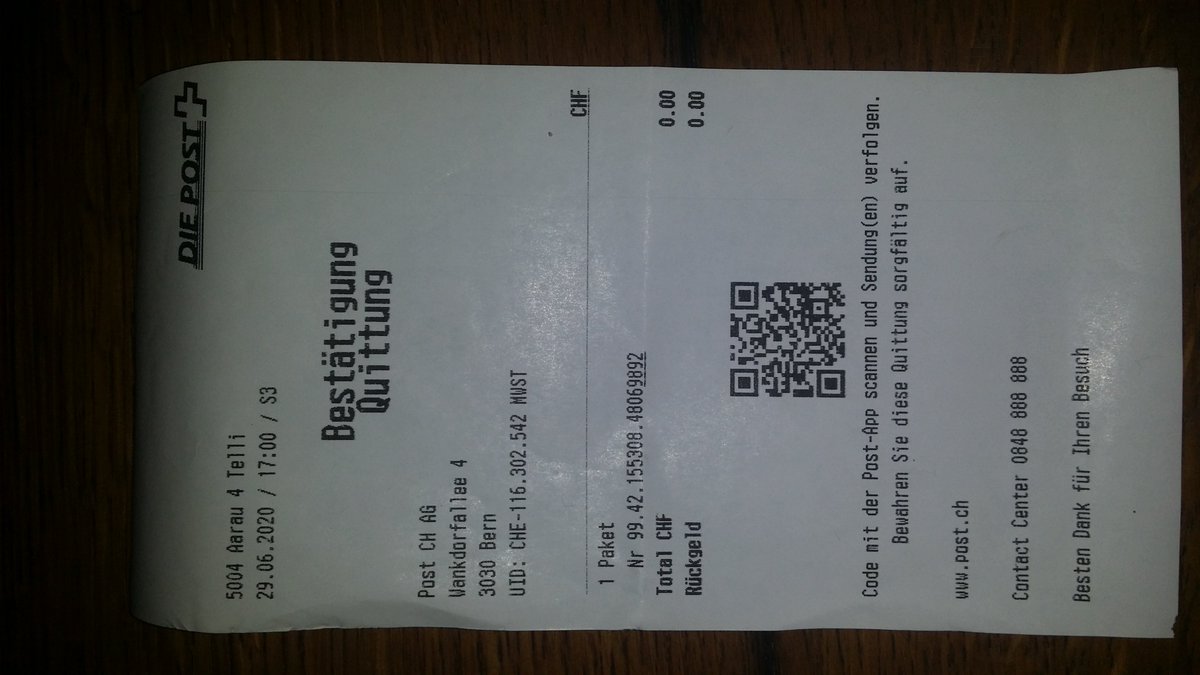 DIE POST
5004 Aarau 4 Telli
29.06.2020 / 17:00 / S3
Bestätigung
Quittung
Post CH AG
Wankdorfallee 4
3030 Bern
UID: CHE-116.302.542 MWST
CHF
1 Paket
Nr 99.42.155308.48069892
Total CHF 0.00
Rückgeld 0.00
Code mit der Post-App scannen und Sendung(en) verfolgen.
Bewahren Sie diese Quittung sorgfältig auf.
www.post.ch
Contact Center 0848 888 888
Besten Dank für Ihren Besuch